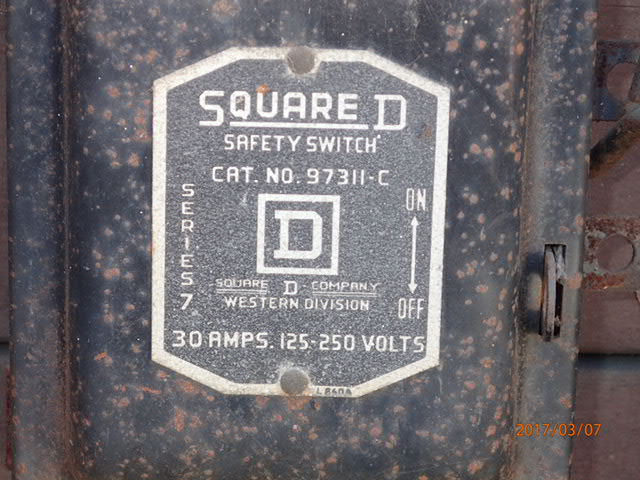 SQUARE D
SAFETY SWITCH
CAT. NO. 97311-C
SERIES 7
ON
D
SQUARE D COMPANY
WESTERN DIVISION
OFF
30 AMPS. 125-250 VOLTS
2017/03/07